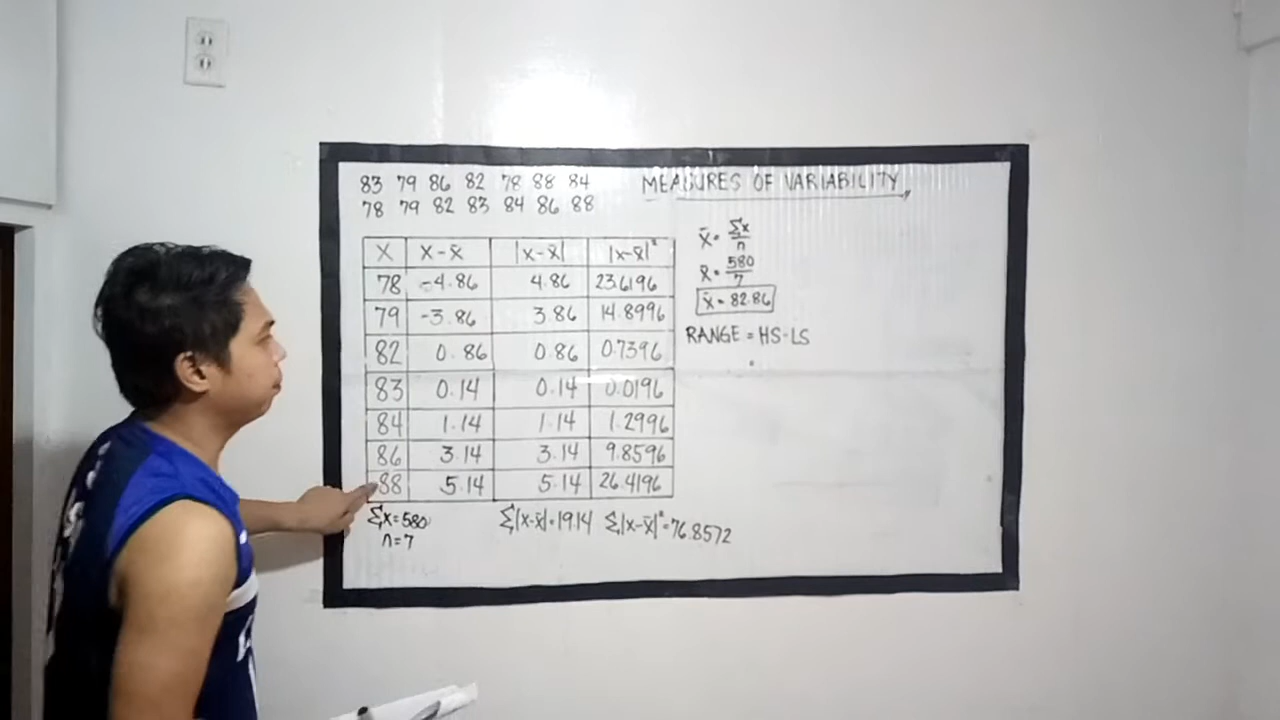 83 79 86 82 78 88 84
78 79 82 83 84 86 88
MEASURES OF VARIABILITY
X X-x̄ |X-x̄| |X-x̄|²
78 -4.86 4.86 23.6196
79 -3.86 3.86 14.8996
82 0.86 0.86 0.7396
83 0.14 0.14 0.0196
84 1.14 1.14 1.2996
86 3.14 3.14 9.8596
88 5.14 5.14 26.4196
Σx=580 Σ|X-x̄|=19.14 Σ|X-x̄|²=76.8572
n=7
x̄ = Σx/n
x̄ = 580/7
x̄ = 82.86
RANGE = HS-LS